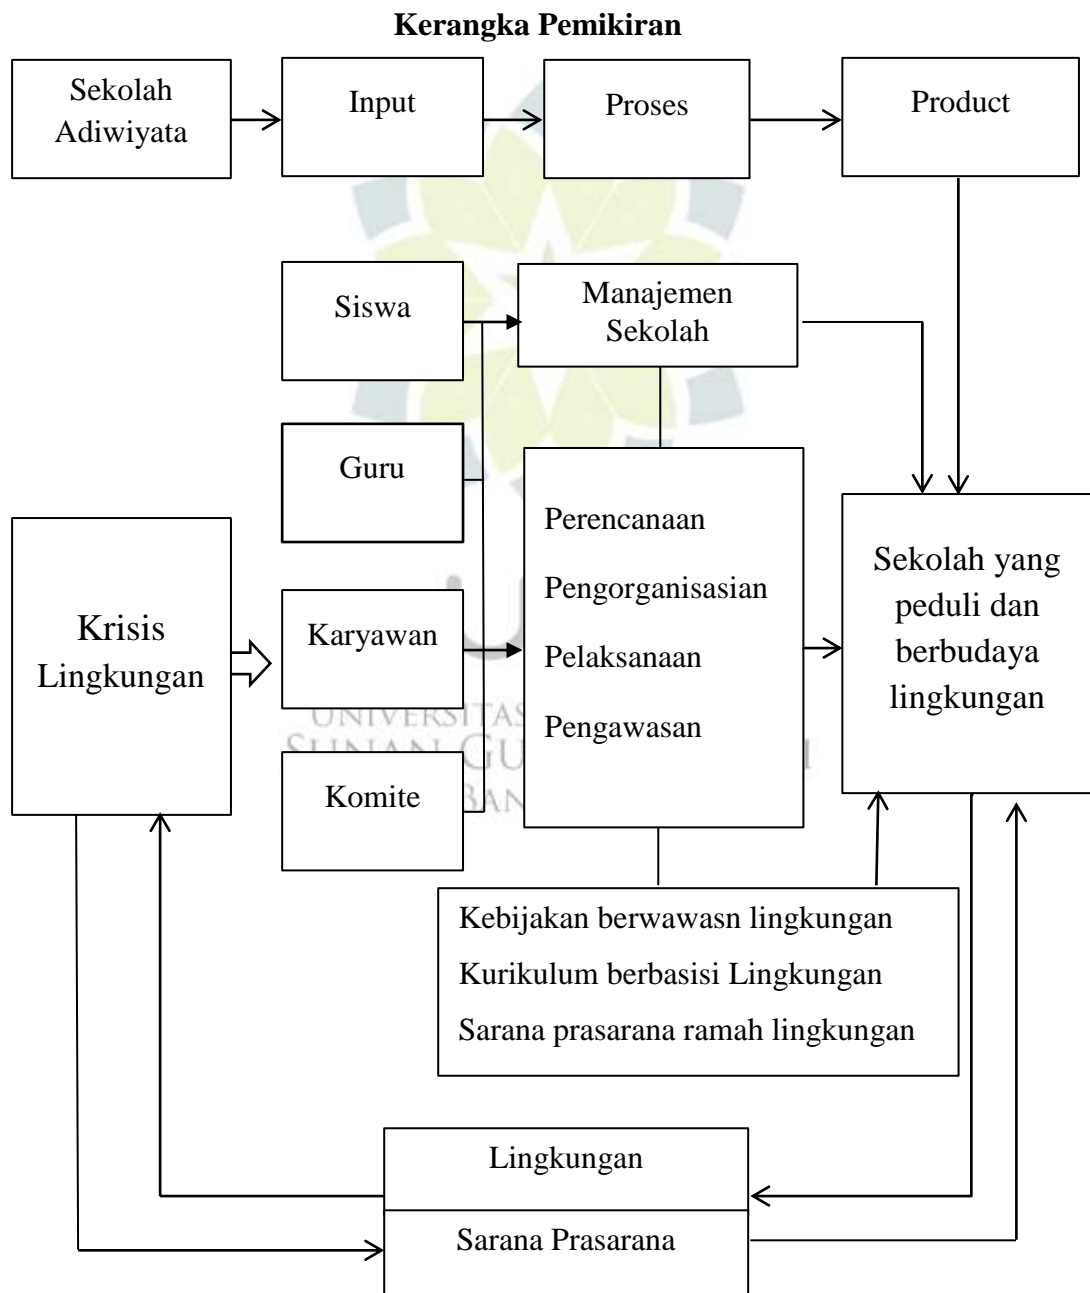 Kerangka Pemikiran
Sekolah
Adiwiyata
Input
Proses
Product
Siswa
Manajemen
Sekolah
Guru
Perencanaan
Pengorganisasian
Pelaksanaan
Pengawasan
Sekolah yang
peduli dan
berbudaya
lingkungan
Krisis
Lingkungan
Karyawan
Komite
UNIVERSITAS
SUNAN GU
BAN
Kebijakan berwawasn lingkungan
Kurikulum berbasisi Lingkungan
Sarana prasarana ramah lingkungan
Lingkungan
Sarana Prasarana